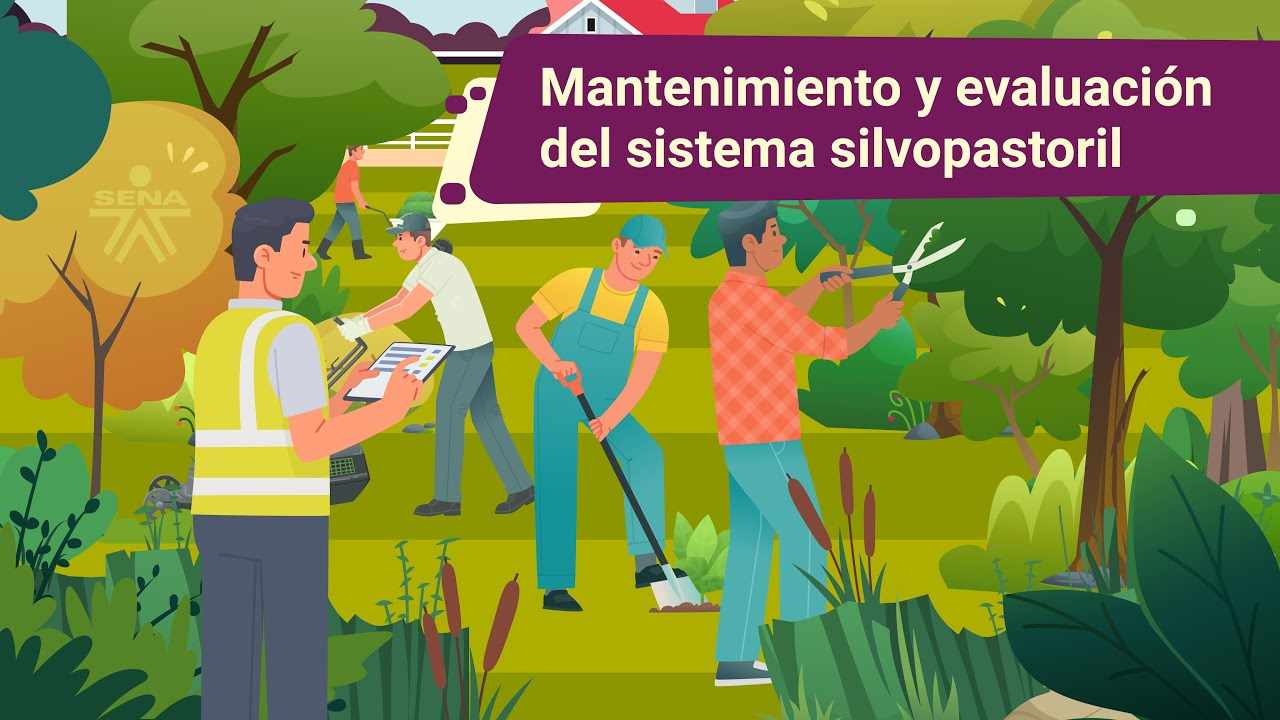 Mantenimiento y evaluación
del sistema silvopastoril
SENA